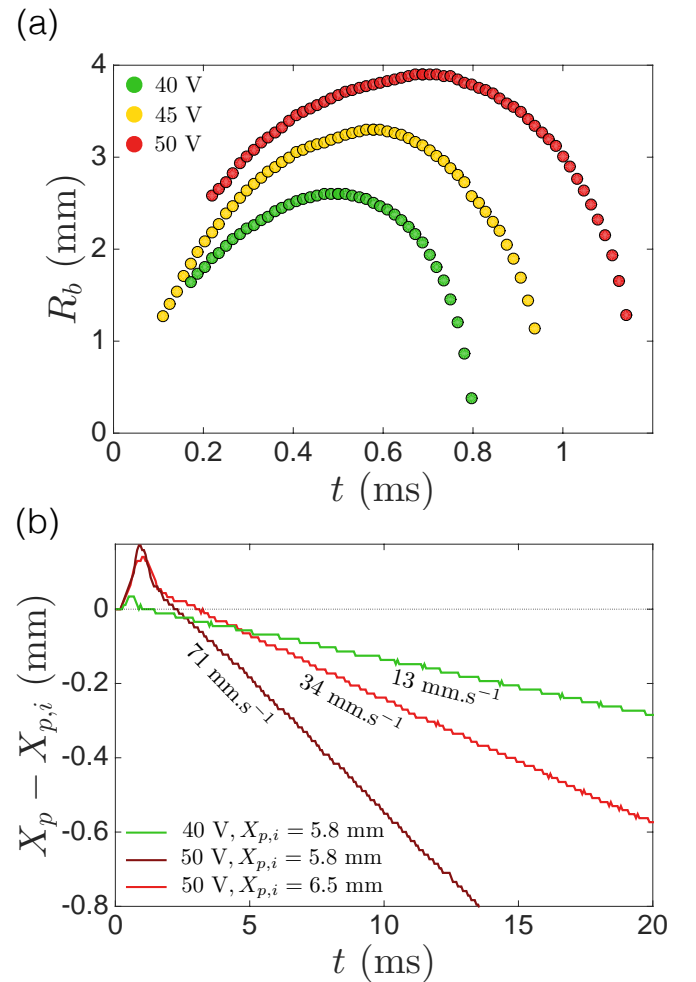 (a)
4
3
2
1
0
R_b (mm)
40 V
45 V
50 V
0
0.2
0.4
0.6
0.8
1
t (ms)
(b)
0
-0.2
-0.4
-0.6
-0.8
X_p − X_{p,i} (mm)
71 mm.s⁻¹
34 mm.s⁻¹
13 mm.s⁻¹
40 V, X_{p,i} = 5.8 mm
50 V, X_{p,i} = 5.8 mm
50 V, X_{p,i} = 6.5 mm
0
5
10
15
20
t (ms)